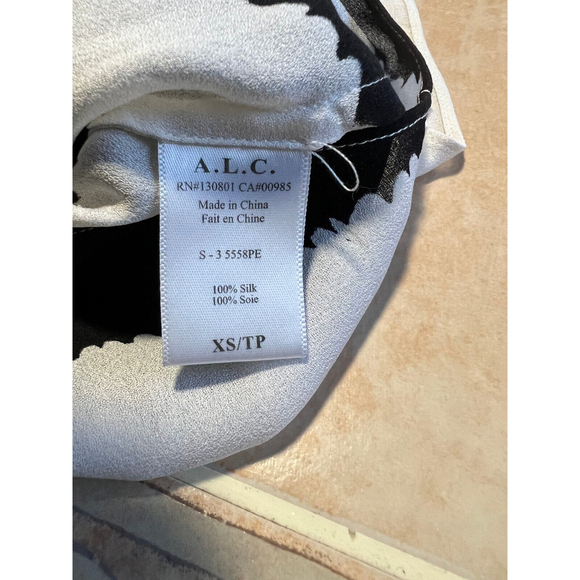 A.L.C.
RN#130801 CA#00985
Made in China
Fait en Chine
S - 3 5558PE
100% Silk
100% Soie
XS/TP